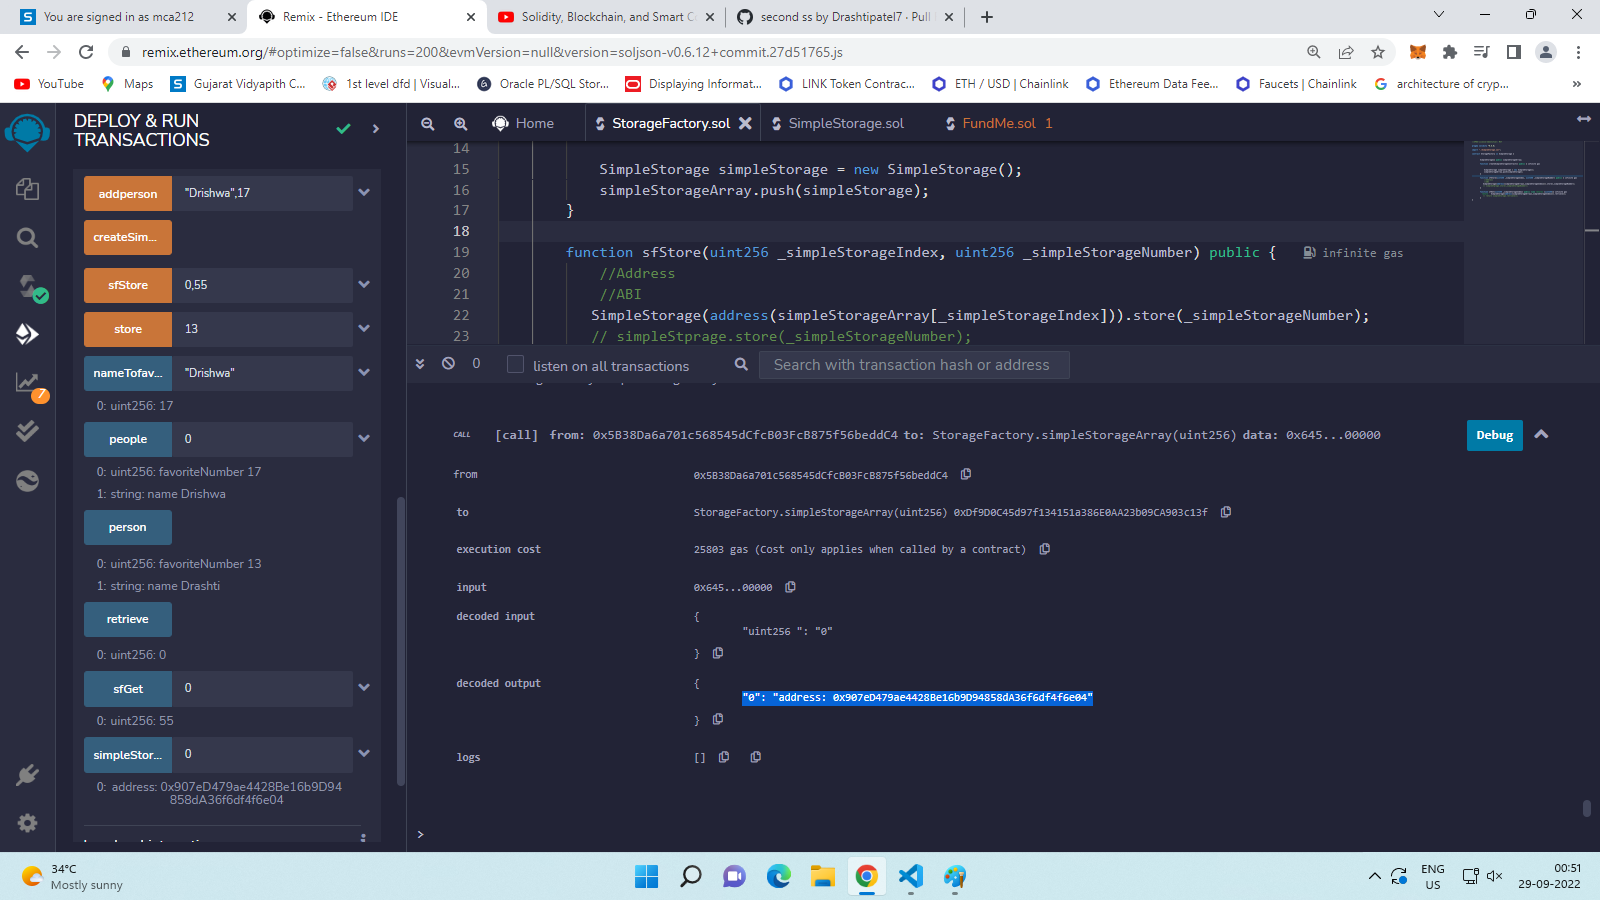 You are signed in as mca212
Remix - Ethereum IDE
Solidity, Blockchain, and Smart C
second ss by Drashtipatel7 · Pull
remix.ethereum.org/#optimize=false&runs=200&evmVersion=null&version=soljson-v0.6.12+commit.27d51765.js
YouTube
Maps
Gujarat Vidyapith C...
1st level dfd | Visual...
Oracle PL/SQL Stor...
Displaying Informat...
LINK Token Contrac...
ETH / USD | Chainlink
Ethereum Data Fee...
Faucets | Chainlink
architecture of cryp...
»
DEPLOY & RUN
TRANSACTIONS
Home
StorageFactory.sol
SimpleStorage.sol
FundMe.sol 1
addperson "Drishwa",17
createSim...
sfStore 0,55
store 13
nameTofav... "Drishwa"
0: uint256: 17
people 0
0: uint256: favoriteNumber 17
1: string: name Drishwa
person
0: uint256: favoriteNumber 13
1: string: name Drashti
retrieve
0: uint256: 0
sfGet 0
0: uint256: 55
simpleStor... 0
0: address: 0x907eD479ae4428Be16b9D94
858dA36f6df4f6e04
7
14
15 SimpleStorage simpleStorage = new SimpleStorage();
16 simpleStorageArray.push(simpleStorage);
17 }
18
19 function sfStore(uint256 _simpleStorageIndex, uint256 _simpleStorageNumber) public { infinite gas
20 //Address
21 //ABI
22 SimpleStorage(address(simpleStorageArray[_simpleStorageIndex])).store(_simpleStorageNumber);
23 // simpleStprage.store(_simpleStorageNumber);
0 listen on all transactions Search with transaction hash or address
CALL [call] from: 0x5B38Da6a701c568545dCfcB03FcB875f56beddC4 to: StorageFactory.simpleStorageArray(uint256) data: 0x645...00000 Debug
from 0x5B38Da6a701c568545dCfcB03FcB875f56beddC4
to StorageFactory.simpleStorageArray(uint256) 0xDf9D0C45d97f134151a386E0AA23b09CA903c13f
execution cost 25803 gas (Cost only applies when called by a contract)
input 0x645...00000
decoded input {
"uint256 ": "0"
}
decoded output {
"0": "address: 0x907eD479ae4428Be16b9D94858dA36f6df4f6e04"
}
logs []
>
34°C
Mostly sunny
ENG
US
00:51
29-09-2022